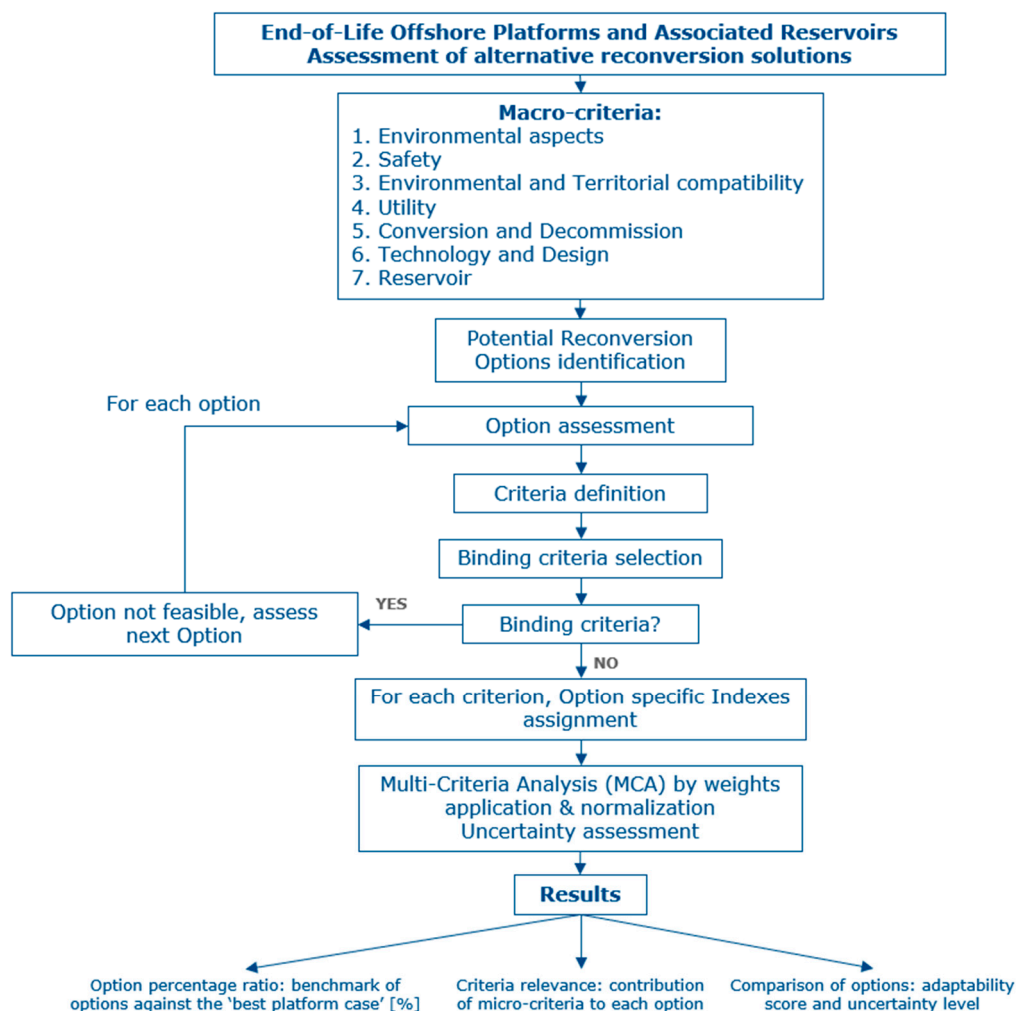 End-of-Life Offshore Platforms and Associated Reservoirs
Assessment of alternative reconversion solutions
Macro-criteria:
1. Environmental aspects
2. Safety
3. Environmental and Territorial compatibility
4. Utility
5. Conversion and Decommission
6. Technology and Design
7. Reservoir
Potential Reconversion
Options identification
For each option
Option assessment
Criteria definition
Binding criteria selection
Binding criteria?
YES
Option not feasible, assess
next Option
NO
For each criterion, Option specific Indexes
assignment
Multi-Criteria Analysis (MCA) by weights
application & normalization
Uncertainty assessment
Results
Option percentage ratio: benchmark of
options against the ‘best platform case’ [%]
Criteria relevance: contribution
of micro-criteria to each option
Comparison of options: adaptability
score and uncertainty level